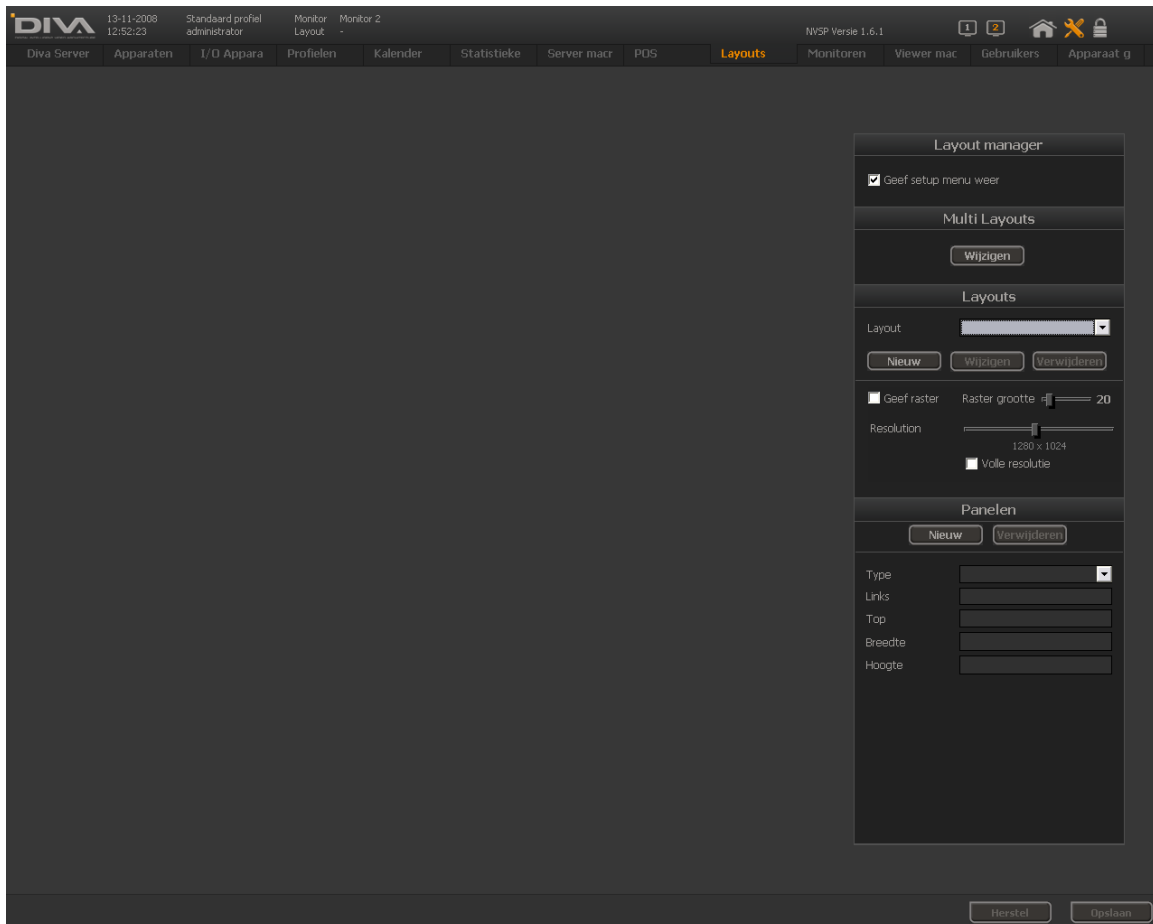 DIVA 13-11-2008 Standaard profiel Monitor Monitor 2
12:52:23 administrator Layout - NVSP Versie 1.6.1 1 2
Diva Server Apparaten I/O Appara Profielen Kalender Statistieke Server macr POS Layouts Monitoren Viewer mac Gebruikers Apparaat g
Layout manager
Geef setup menu weer
Multi Layouts
Wijzigen
Layouts
Layout
Nieuw Wijzigen Verwijderen
Geef raster Raster grootte 20
Resolution
1280 x 1024
Volle resolutie
Panelen
Nieuw Verwijderen
Type
Links
Top
Breedte
Hoogte
Herstel Opslaan